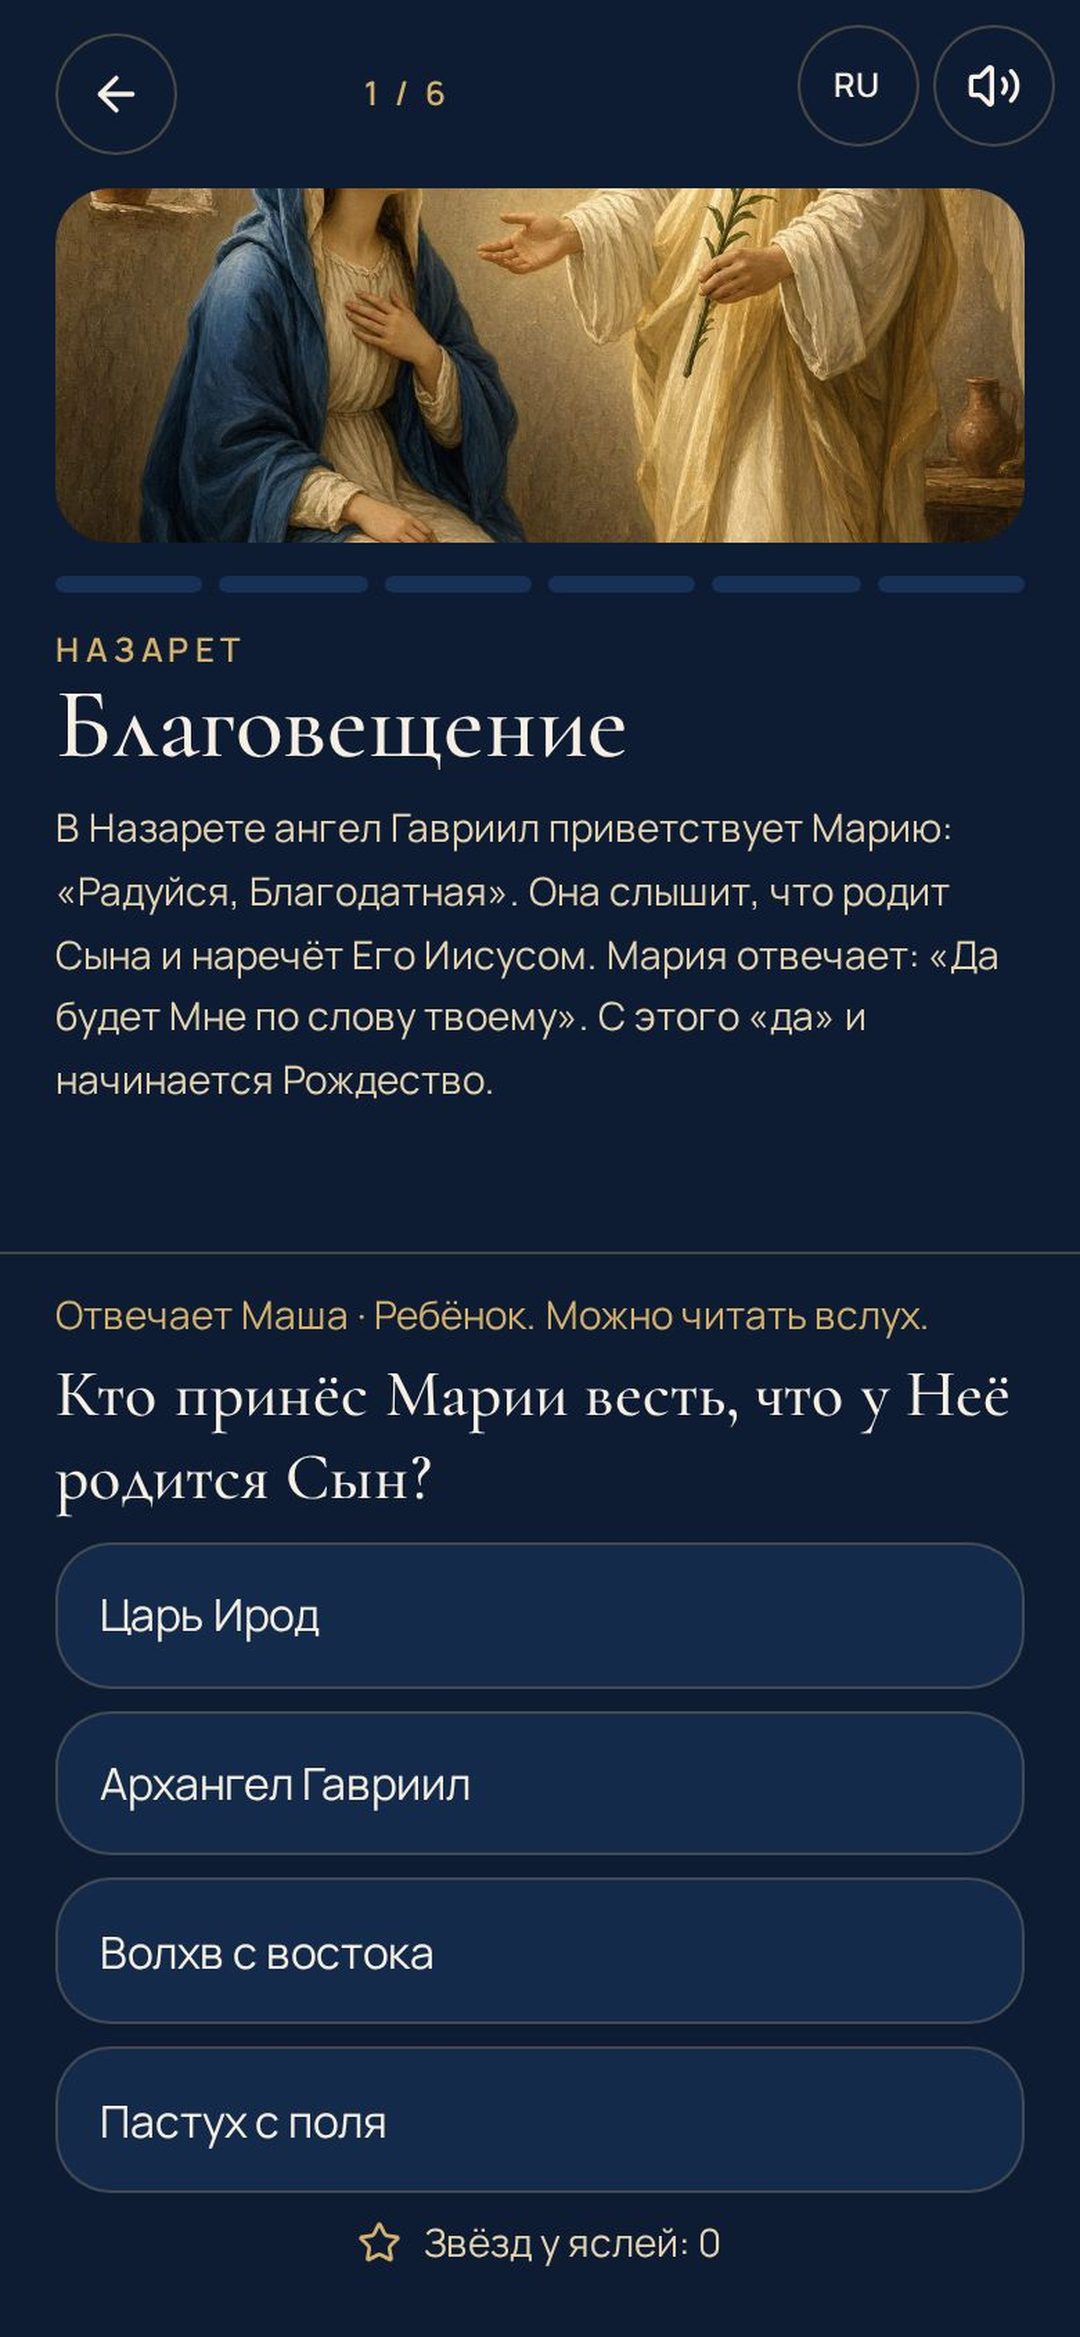 1 / 6
RU
НАЗАРЕТ
Благовещение
В Назарете ангел Гавриил приветствует Марию:
«Радуйся, Благодатная». Она слышит, что родит
Сына и наречёт Его Иисусом. Мария отвечает: «Да
будет Мне по слову твоему». С этого «да» и
начинается Рождество.
Отвечает Маша · Ребёнок. Можно читать вслух.
Кто принёс Марии весть, что у Неё
родится Сын?
Царь Ирод
Архангел Гавриил
Волхв с востока
Пастух с поля
Звёзд у яслей: 0